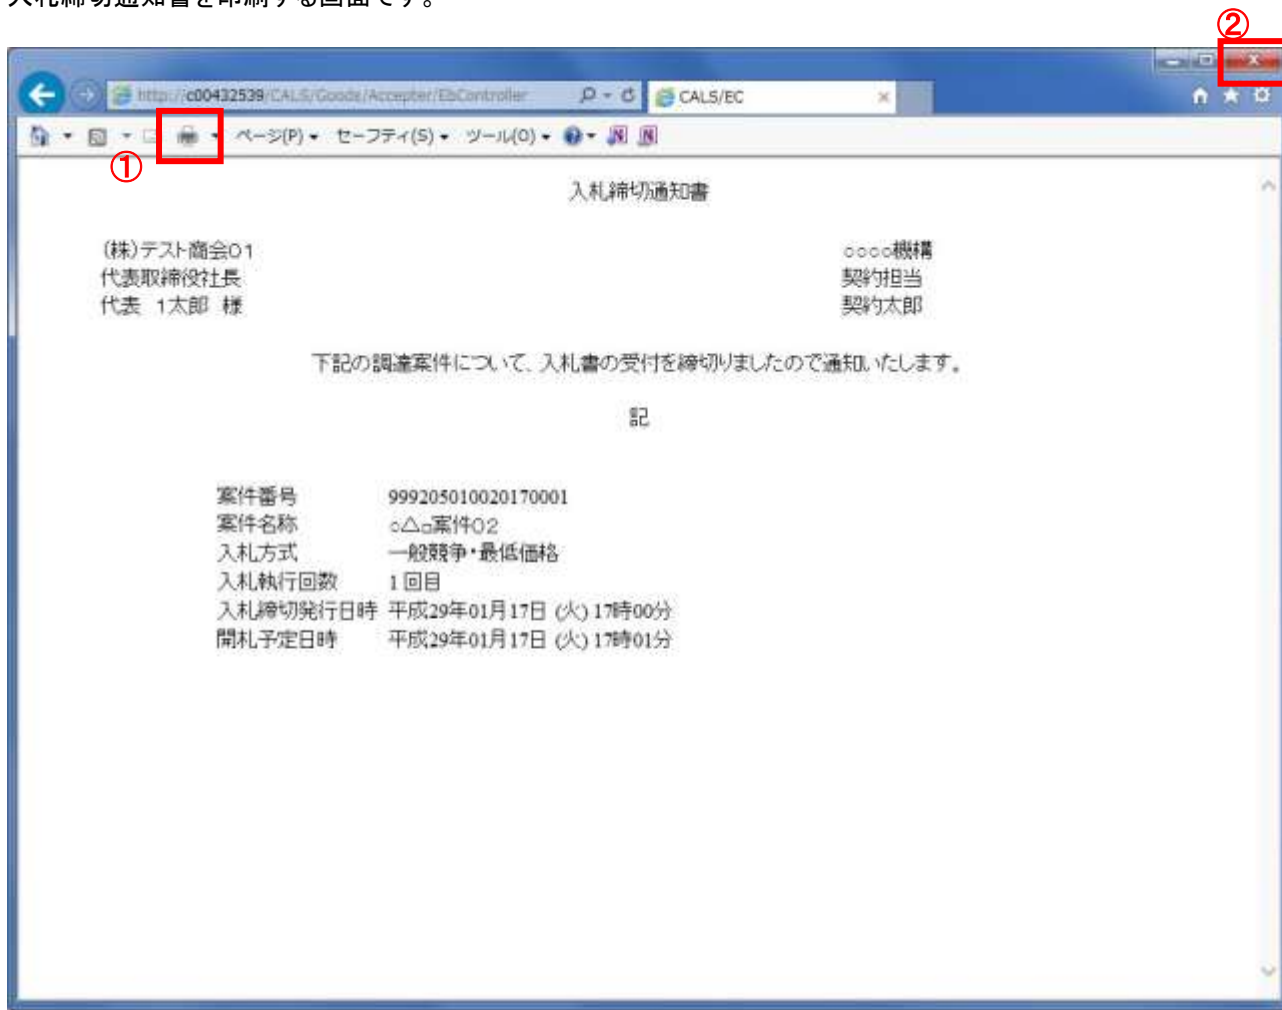 入札締切通知書を印刷する画面です。
②
http://c00432539/CALS/Goods/Accepter/EbController
CALS/EC
ページ(P) セーフティ(S) ツール(O)
①
入札締切通知書
(株)テスト商会01
代表取締役社長
代表 1太郎 様
○○○○機構
契約担当
契約太郎
下記の調達案件について、入札書の受付を締切りましたので通知いたします。
記
案件番号 999205010020170001
案件名称 ○△□案件02
入札方式 一般競争・最低価格
入札執行回数 1回目
入札締切発行日時 平成29年01月17日 (火) 17時00分
開札予定日時 平成29年01月17日 (火) 17時01分